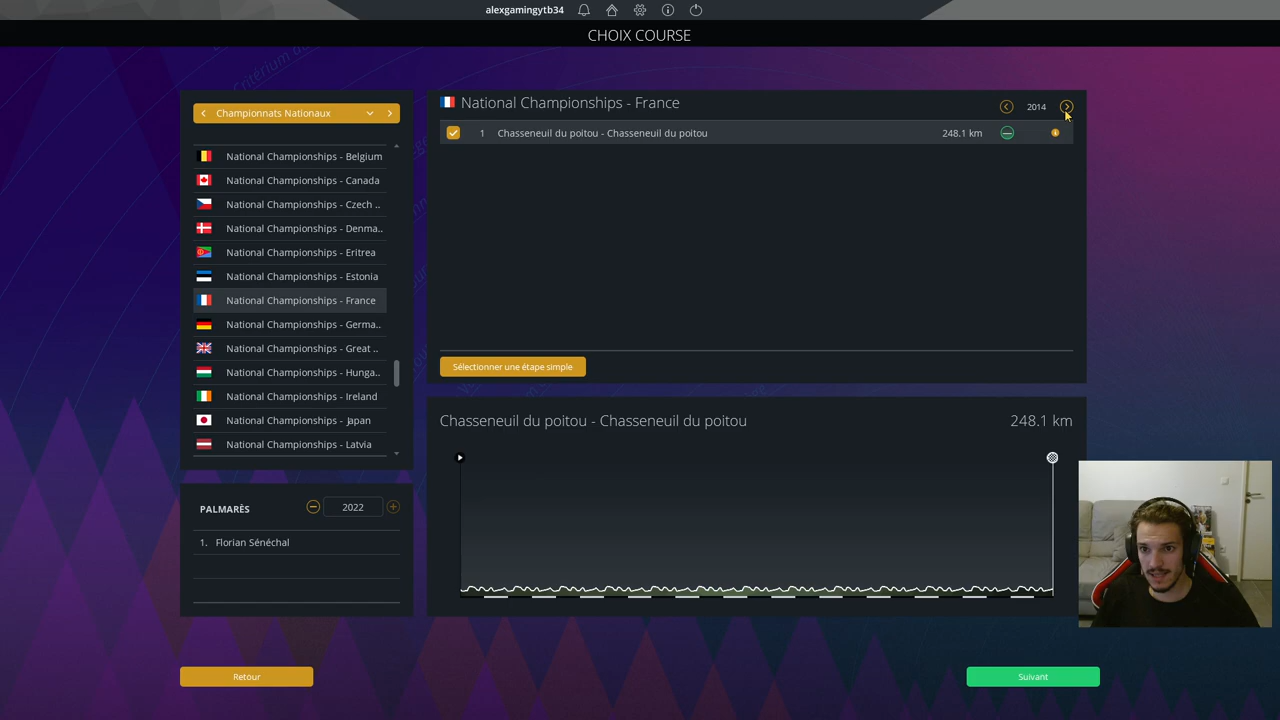 alexgamingytb34
CHOIX COURSE
Championnats Nationaux
National Championships - Belgium
National Championships - Canada
National Championships - Czech ..
National Championships - Denma..
National Championships - Eritrea
National Championships - Estonia
National Championships - France
National Championships - Germa..
National Championships - Great ..
National Championships - Hunga..
National Championships - Ireland
National Championships - Japan
National Championships - Latvia
PALMARÈS 2022
1. Florian Sénéchal
National Championships - France 2014
1 Chasseneuil du poitou - Chasseneuil du poitou 248.1 km
Sélectionner une étape simple
Chasseneuil du poitou - Chasseneuil du poitou 248.1 km
Retour
Suivant